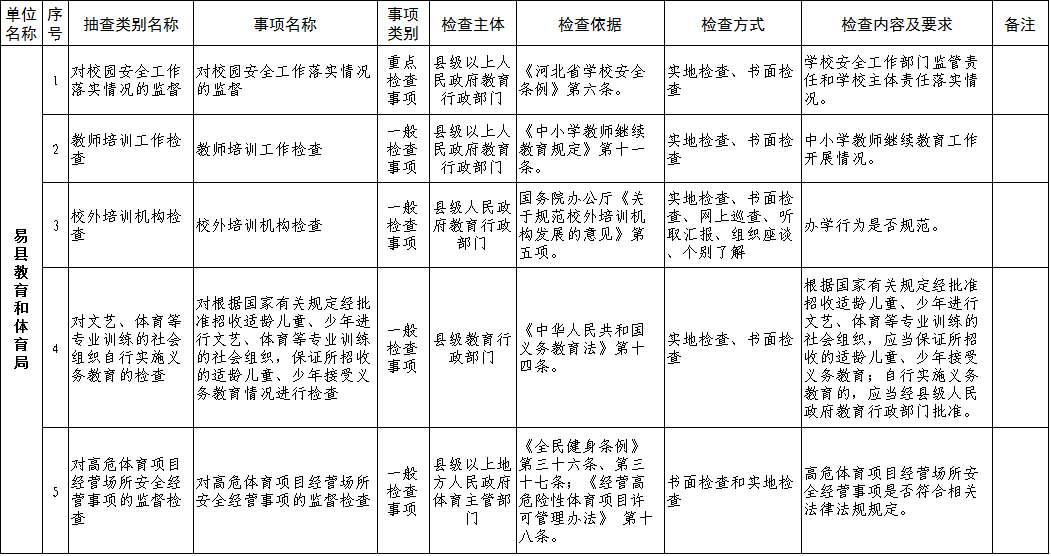 单位名称
序号
抽查类别名称
事项名称
事项类别
检查主体
检查依据
检查方式
检查内容及要求
备注
易县教育和体育局
1
对校园安全工作
落实情况的监督
对校园安全工作落实情况
的监督
重点
检查
事项
县级以上人
民政府教育
行政部门
《河北省学校安全
条例》第六条。
实地检查、书面检
查
学校安全工作部门监管责
任和学校主体责任落实情
况。
2
教师培训工作检
查
教师培训工作检查
一般
检查
事项
县级以上人
民政府教育
行政部门
《中小学教师继续
教育规定》第十一
条。
实地检查、书面检
查
中小学教师继续教育工作
开展情况。
3
校外培训机构检
查
校外培训机构检查
一般
检查
事项
县级人民政
府教育行政
部门
国务院办公厅《关
于规范校外培训机
构发展的意见》第
五项。
实地检查、书面检
查、网上巡查、听
取汇报、组织座谈
、个别了解
办学行为是否规范。
4
对文艺、体育等
专业训练的社会
组织自行实施义
务教育的检查
对根据国家有关规定经批
准招收适龄儿童、少年进
行文艺、体育等专业训练
的社会组织，保证所招收
的适龄儿童、少年接受义
务教育情况进行检查
一般
检查
事项
县级教育行
政部门
《中华人民共和国
义务教育法》第十
四条。
实地检查、书面检
查
根据国家有关规定经批准
招收适龄儿童、少年进行
文艺、体育等专业训练的
社会组织，应当保证所招
收的适龄儿童、少年接受
义务教育；自行实施义务
教育的，应当经县级人民
政府教育行政部门批准。
5
对高危体育项目
经营场所安全经
营事项的监督检
查
对高危体育项目经营场所
安全经营事项的监督检查
一般
检查
事项
县级以上地
方人民政府
体育主管部
门
《全民健身条例》
第三十六条、第三
十七条；《经营高
危险性体育项目许
可管理办法》 第十
八条。
书面检查和实地检
查
高危体育项目经营场所安
全经营事项是否符合相关
法律法规规定。